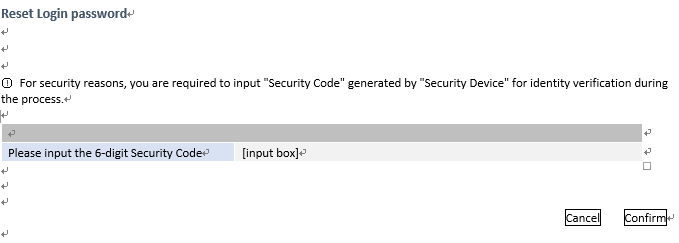 Reset Login password
ⓘ For security reasons, you are required to input "Security Code" generated by "Security Device" for identity verification during
the process.
Please input the 6-digit Security Code [input box]
Cancel Confirm